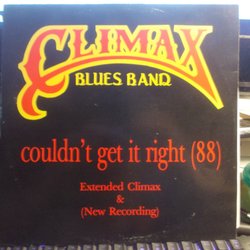 CLIMAX
BLUES BAND
couldn't get it right (88)
Extended Climax
&
(New Recording)